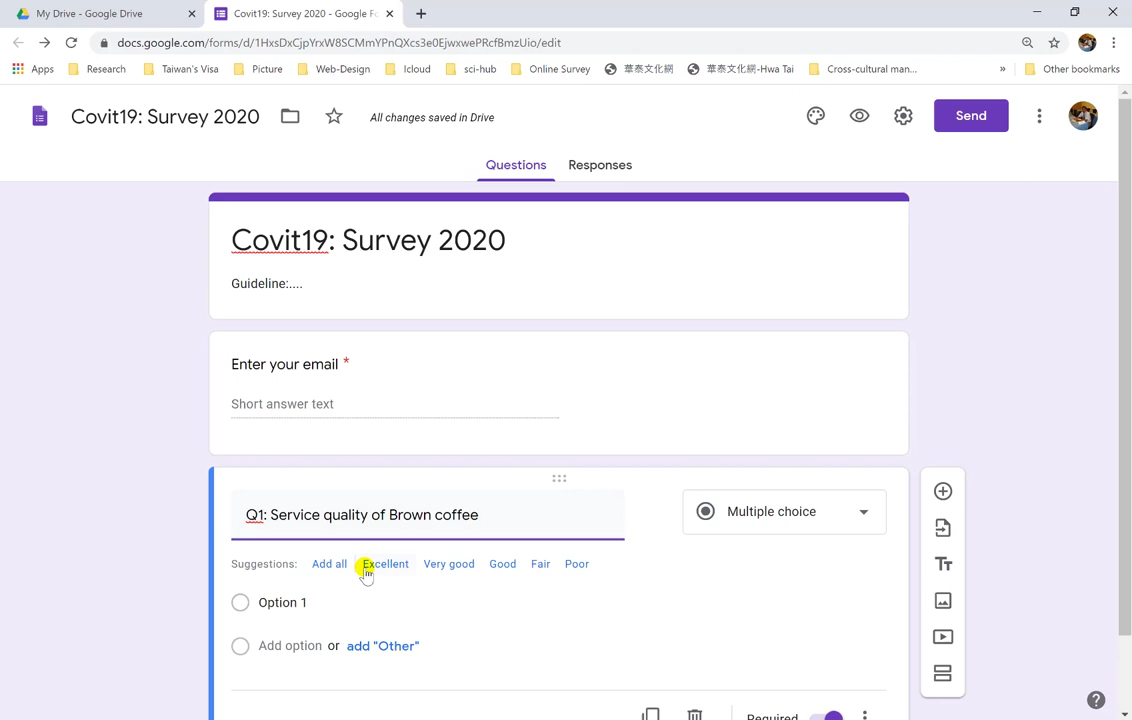 My Drive - Google Drive
Covit19: Survey 2020 - Google Fo
docs.google.com/forms/d/1HxsDxCjpYrxW8SCMmYPnQXcs3e0EjwxwePRcfBmzUio/edit
Apps
Research
Taiwan's Visa
Picture
Web-Design
Icloud
sci-hub
Online Survey
華泰文化網
華泰文化網-Hwa Tai
Cross-cultural man...
»
Other bookmarks
Covit19: Survey 2020
All changes saved in Drive
Send
Questions
Responses
Covit19: Survey 2020
Guideline:....
Enter your email *
Short answer text
Q1: Service quality of Brown coffee
Multiple choice
Suggestions: Add all Excellent Very good Good Fair Poor
Option 1
Add option or add "Other"
Required